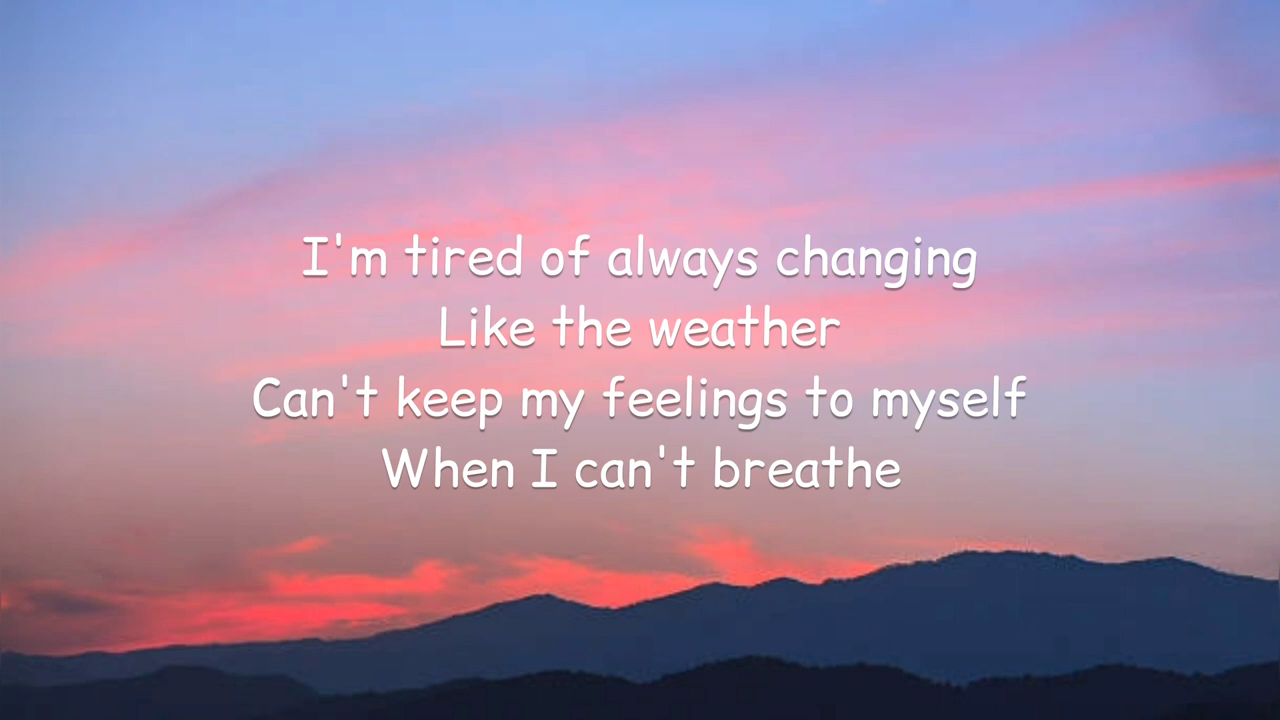 I'm tired of always changing
Like the weather
Can't keep my feelings to myself
When I can't breathe